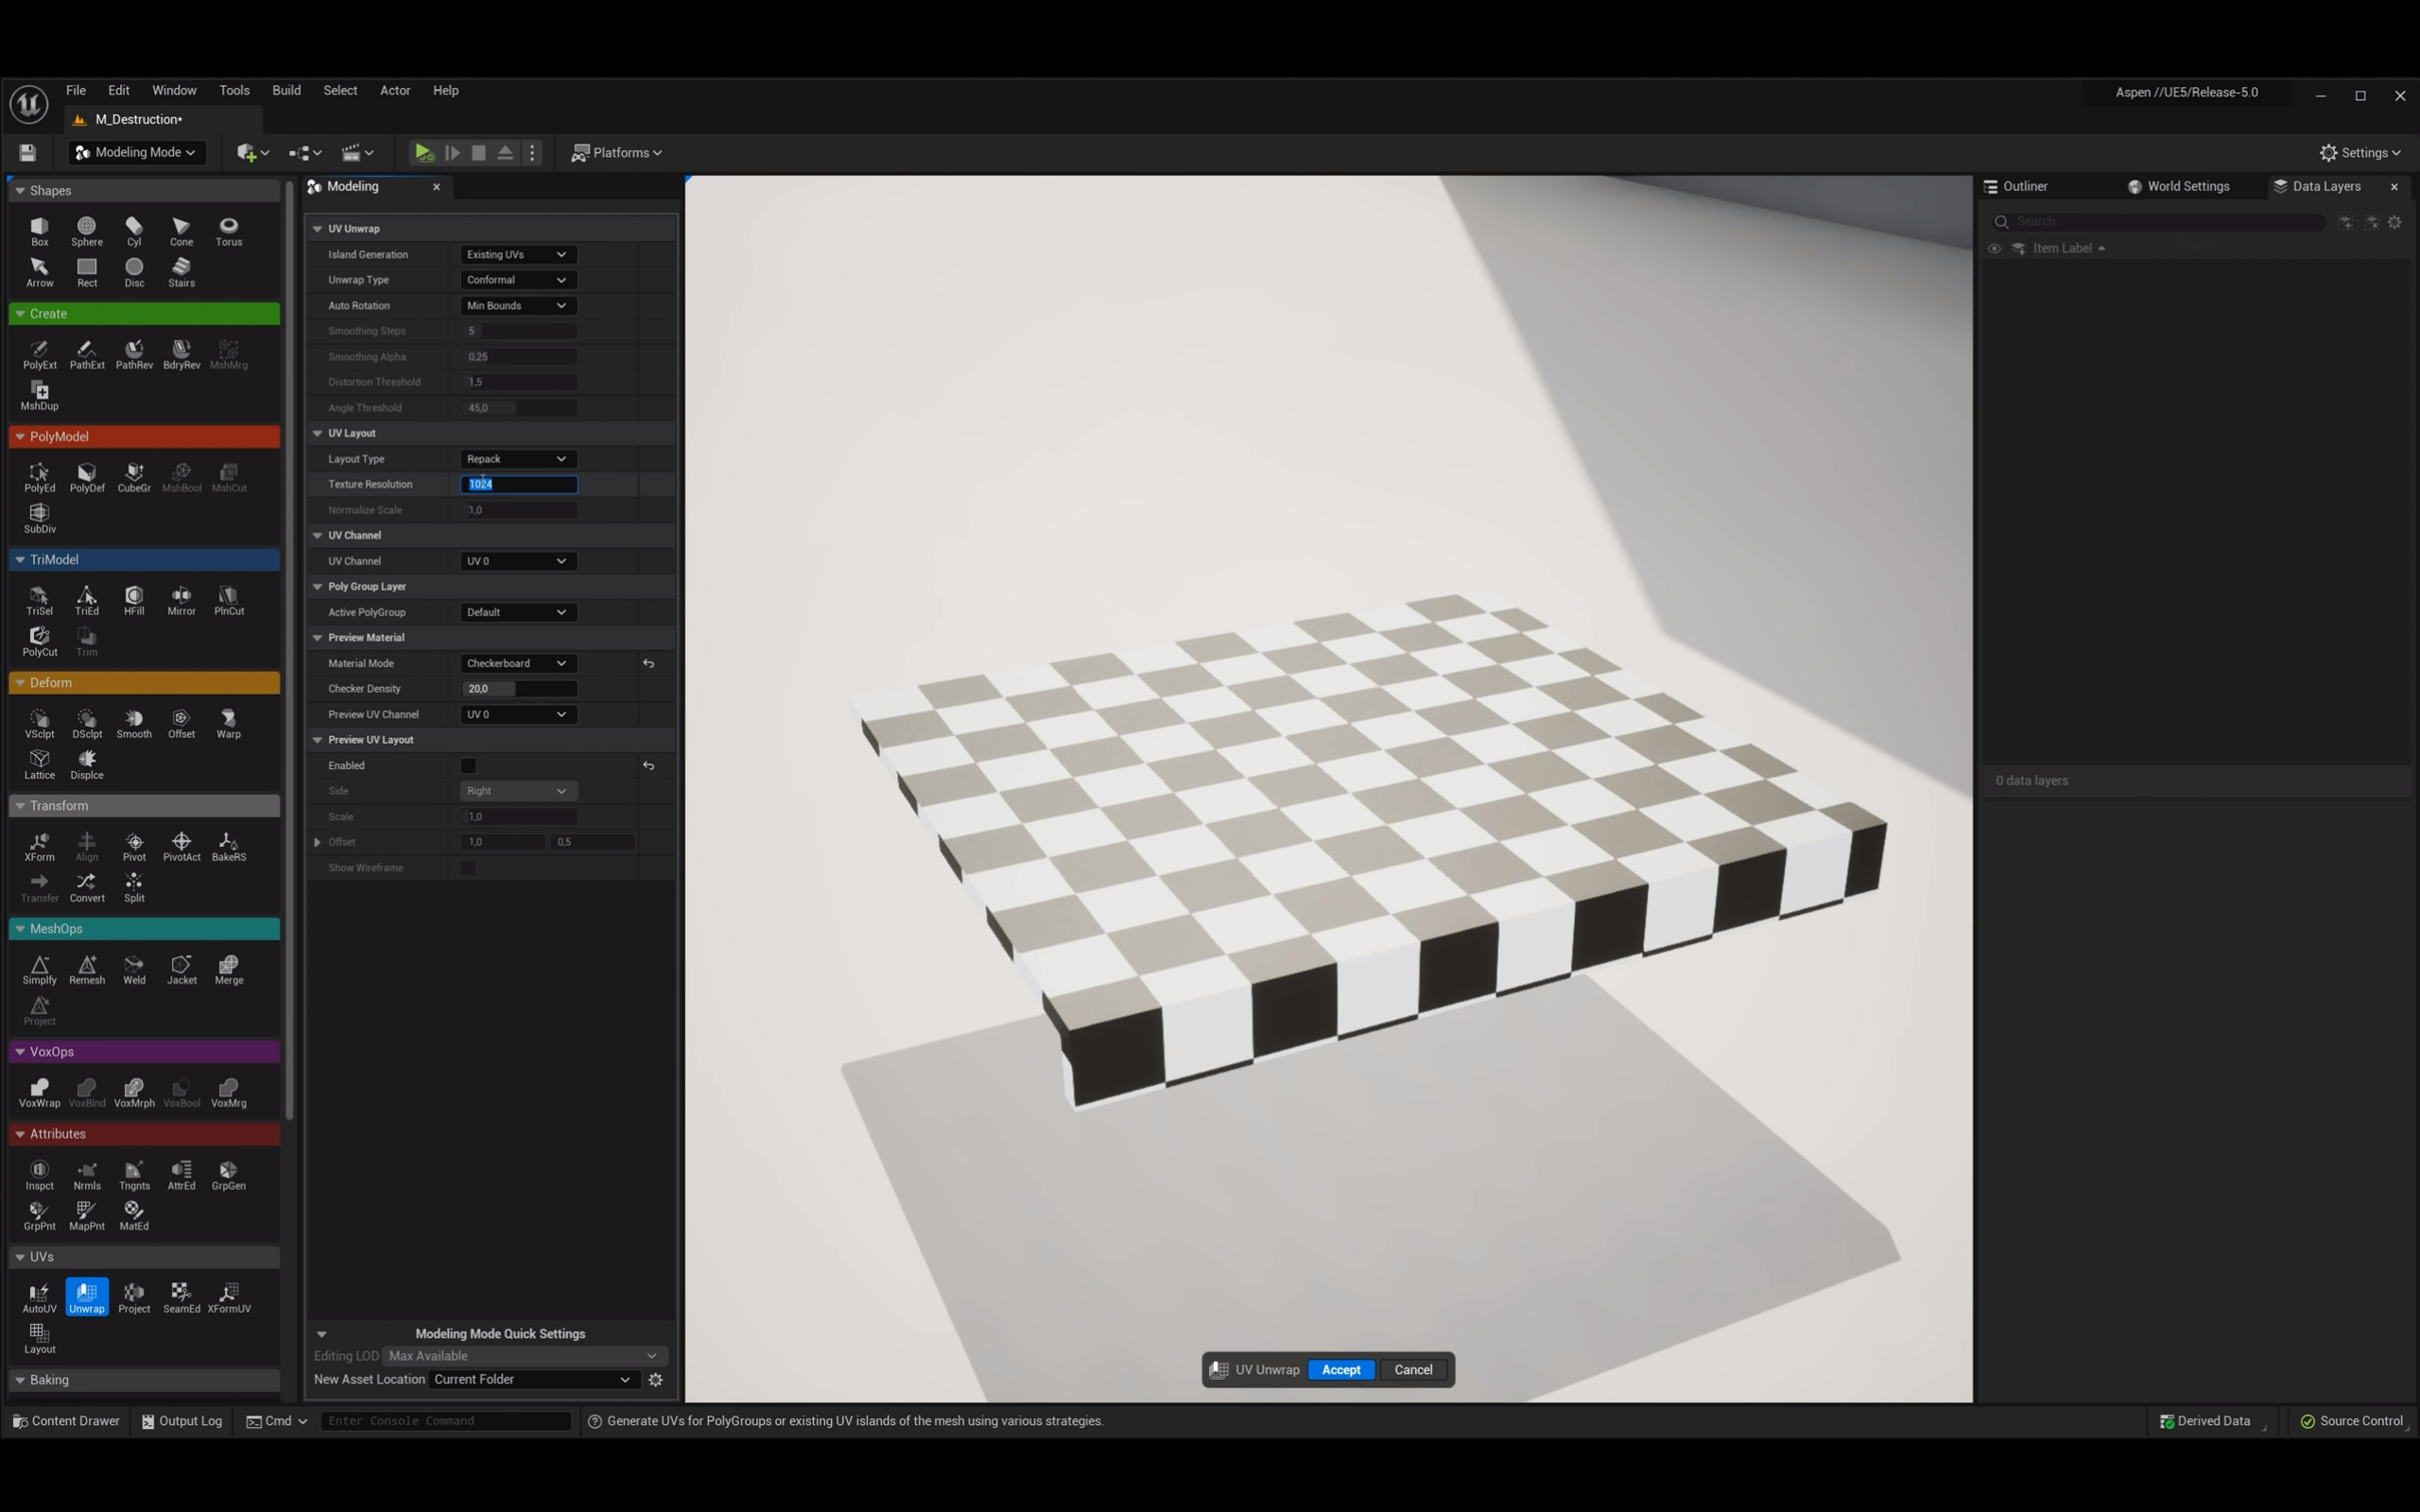 File Edit Window Tools Build Select Actor Help
Aspen //UE5/Release-5.0
M_Destruction*
Modeling Mode
Platforms
Settings
Shapes
Box Sphere Cyl Cone Torus
Arrow Rect Disc Stairs
Create
PolyExt PathExt PathRev BdryRev MshMrg
MshDup
PolyModel
PolyEd PolyDef CubeGr MshBool MshCut
SubDiv
TriModel
TriSel TriEd HFill Mirror PlnCut
PolyCut Trim
Deform
VSclpt DSclpt Smooth Offset Warp
Lattice Displce
Transform
XForm Align Pivot PivotAct BakeRS
Transfer Convert Split
MeshOps
Simplfy Remesh Weld Jacket Merge
Project
VoxOps
VoxWrap VoxBlnd VoxMrph VoxBool VoxMrg
Attributes
Inspct Nrmls Tngnts AttrEd GrpGen
GrpPnt MapPnt MatEd
UVs
AutoUV Unwrap Project SeamEd XFormUV
Layout
Baking
Modeling
UV Unwrap
Island Generation Existing UVs
Unwrap Type Conformal
Auto Rotation Min Bounds
Smoothing Steps 5
Smoothing Alpha 0,25
Distortion Threshold 1,5
Angle Threshold 45,0
UV Layout
Layout Type Repack
Texture Resolution 1024
Normalize Scale 1,0
UV Channel
UV Channel UV 0
Poly Group Layer
Active PolyGroup Default
Preview Material
Material Mode Checkerboard
Checker Density 20,0
Preview UV Channel UV 0
Preview UV Layout
Enabled
Side Right
Scale 1,0
Offset 1,0 0,5
Show Wireframe
Modeling Mode Quick Settings
Editing LOD Max Available
New Asset Location Current Folder
UV Unwrap Accept Cancel
Outliner World Settings Data Layers
Search...
Item Label
0 data layers
Content Drawer Output Log Cmd Enter Console Command
Generate UVs for PolyGroups or existing UV islands of the mesh using various strategies.
Derived Data Source Control